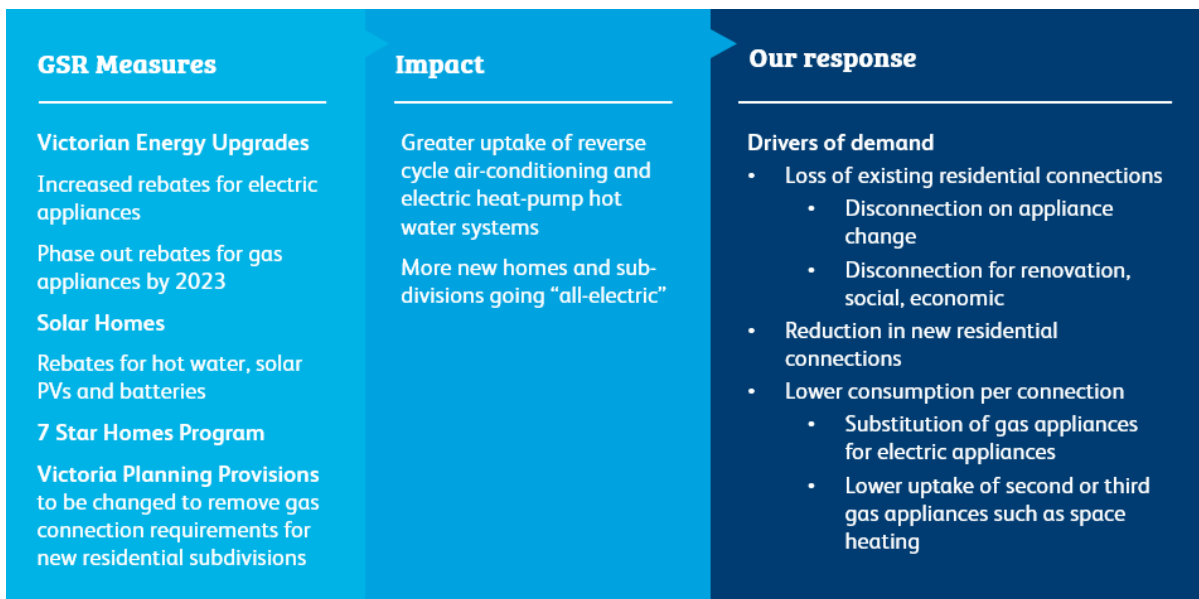 GSR Measures
Victorian Energy Upgrades
Increased rebates for electric
appliances
Phase out rebates for gas
appliances by 2023
Solar Homes
Rebates for hot water, solar
PVs and batteries
7 Star Homes Program
Victoria Planning Provisions
to be changed to remove gas
connection requirements for
new residential subdivisions
Impact
Greater uptake of reverse
cycle air-conditioning and
electric heat-pump hot
water systems
More new homes and sub-
divisions going “all-electric”
Our response
Drivers of demand
• Loss of existing residential connections
• Disconnection on appliance
change
• Disconnection for renovation,
social, economic
• Reduction in new residential
connections
• Lower consumption per connection
• Substitution of gas appliances
for electric appliances
• Lower uptake of second or third
gas appliances such as space
heating